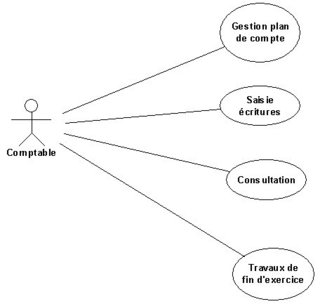 Gestion plan
de compte
Saisie
écritures
Comptable
Consultation
Travaux de
fin d'exercice